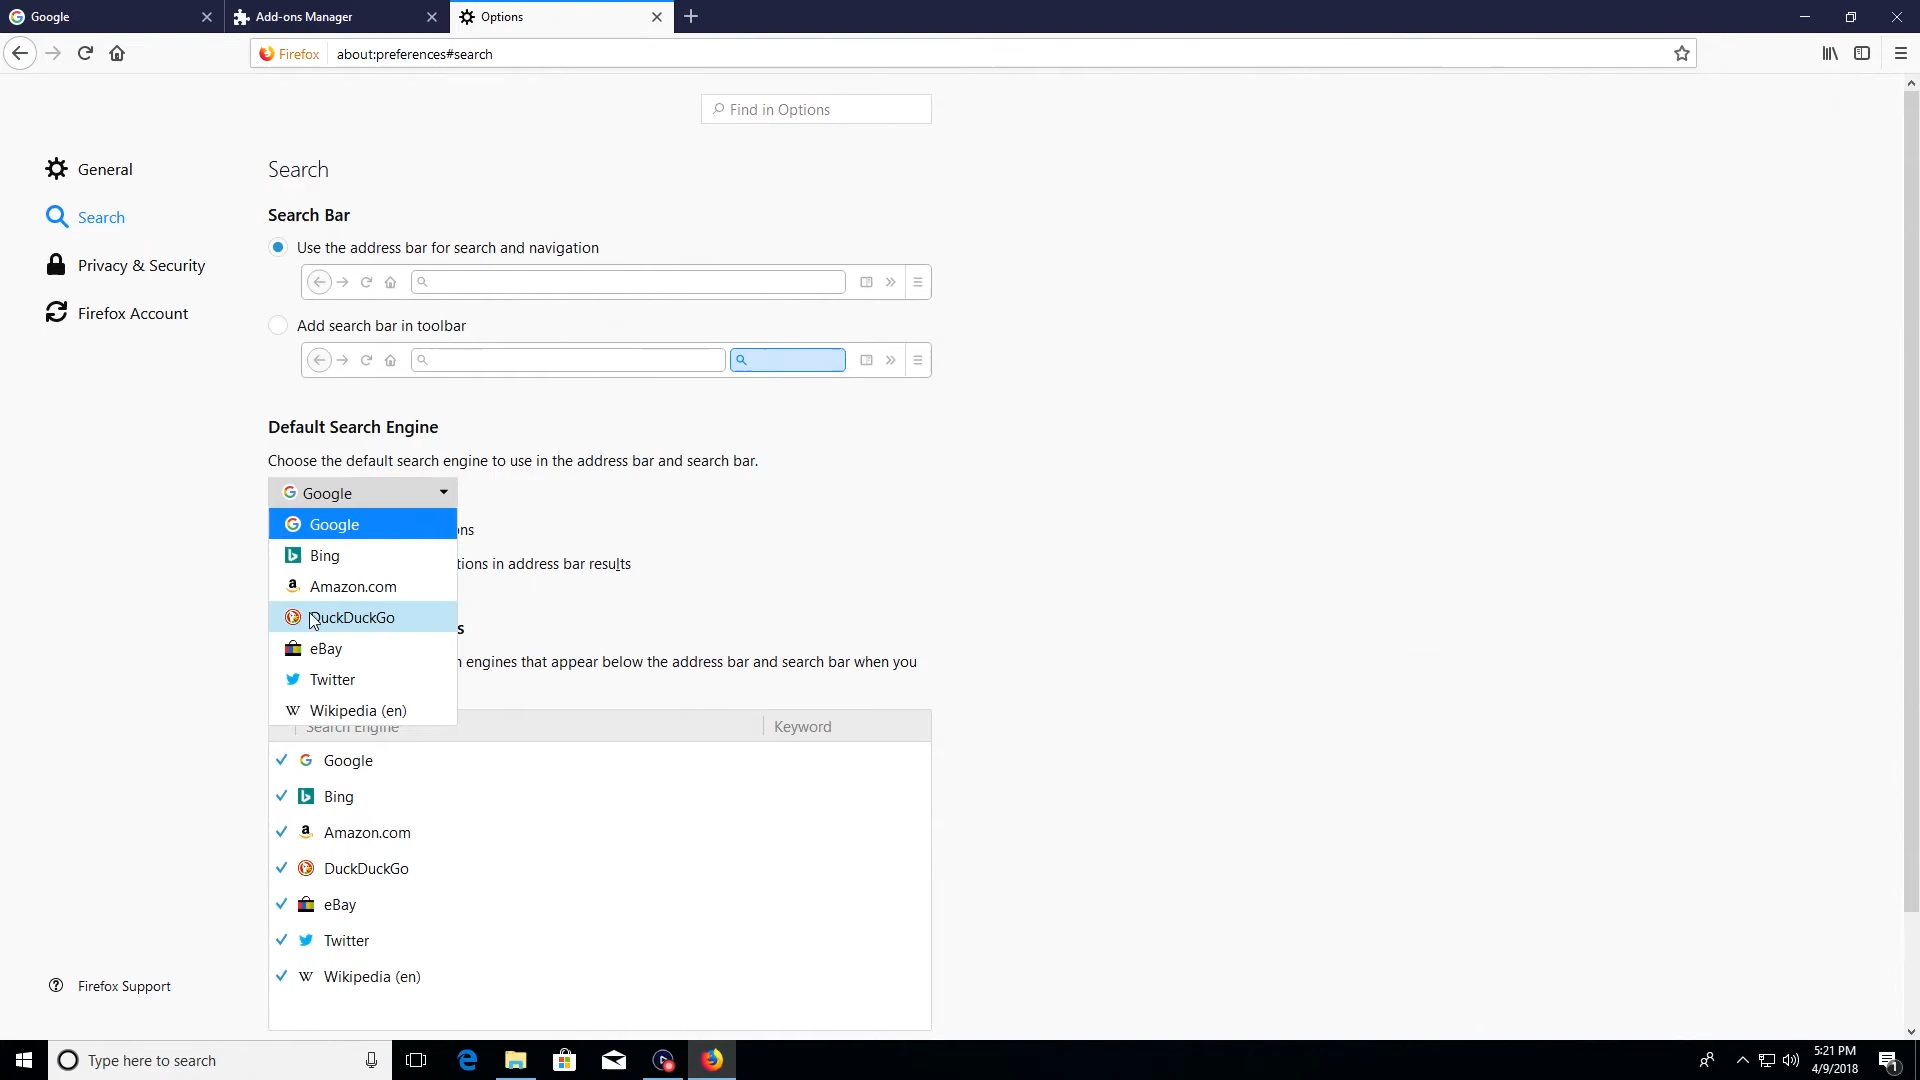 Google
Add-ons Manager
Options
Firefox
about:preferences#search
Find in Options
General
Search
Privacy & Security
Firefox Account
Firefox Support
Search
Search Bar
Use the address bar for search and navigation
Add search bar in toolbar
Default Search Engine
Choose the default search engine to use in the address bar and search bar.
Google
Google
Bing
Amazon.com
DuckDuckGo
eBay
Twitter
Wikipedia (en)
ons
tions in address bar results
s
engines that appear below the address bar and search bar when you
Search Engine Keyword
Google
Bing
Amazon.com
DuckDuckGo
eBay
Twitter
Wikipedia (en)
Type here to search
5:21 PM
4/9/2018
1